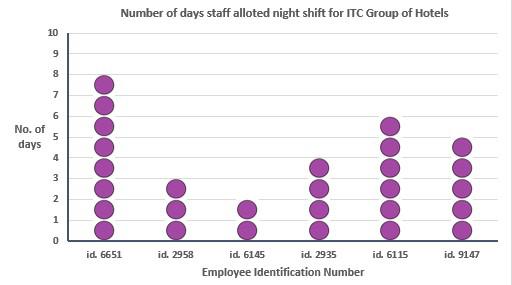 Number of days staff alloted night shift for ITC Group of Hotels
10
9
8
7
6
5
4
3
2
1
0
No. of
days
id. 6651 id. 2958 id. 6145 id. 2935 id. 6115 id. 9147
Employee Identification Number